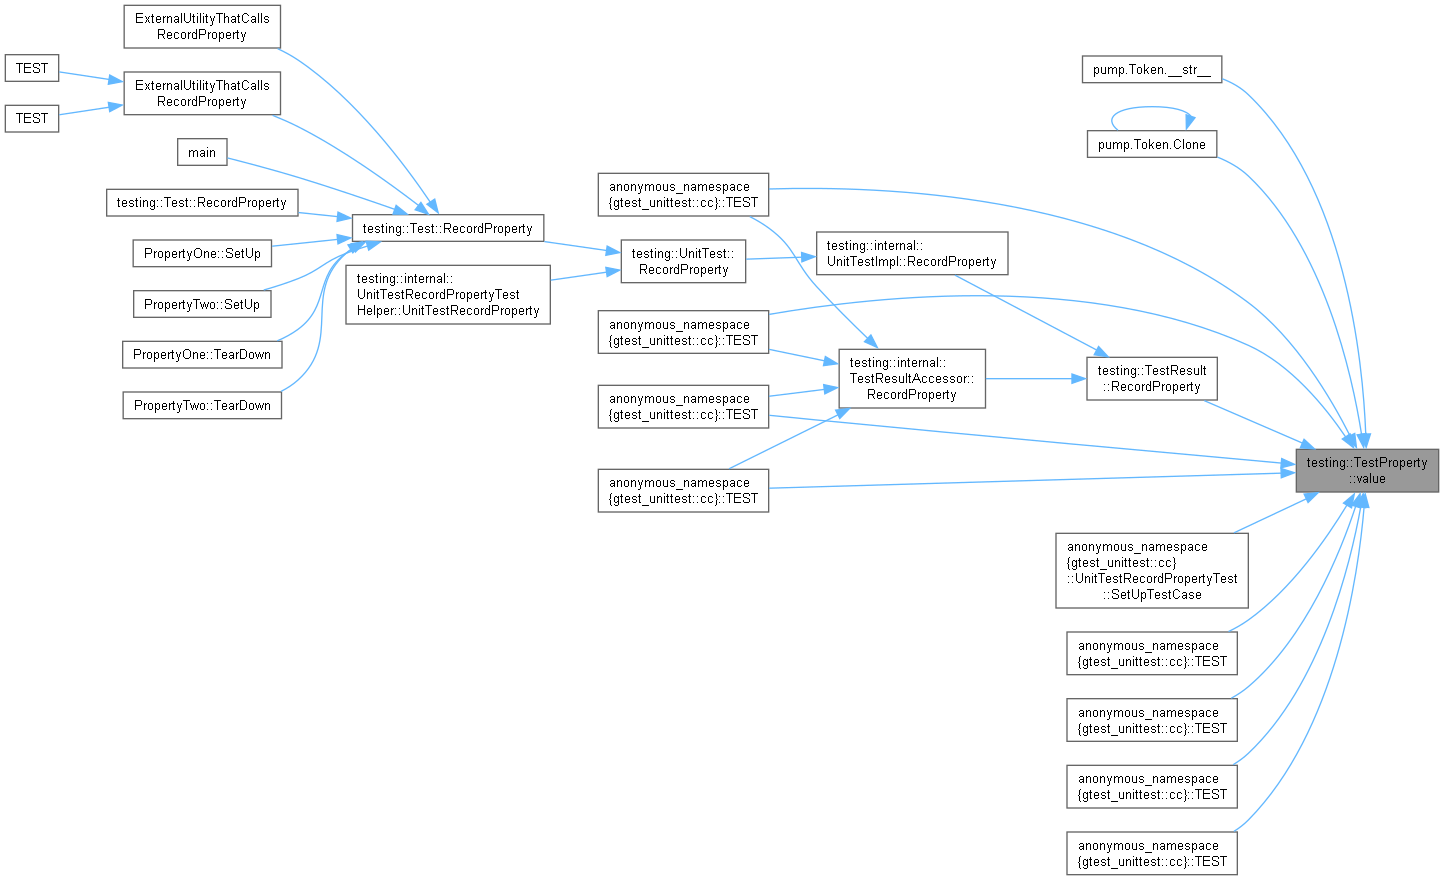 ExternalUtilityThatCalls
RecordProperty
TEST
TEST
ExternalUtilityThatCalls
RecordProperty
main
testing::Test::RecordProperty
PropertyOne::SetUp
PropertyTwo::SetUp
PropertyOne::TearDown
PropertyTwo::TearDown
testing::Test::RecordProperty
testing::internal::
UnitTestRecordPropertyTest
Helper::UnitTestRecordProperty
testing::UnitTest::
RecordProperty
anonymous_namespace
{gtest_unittest::cc}::TEST
anonymous_namespace
{gtest_unittest::cc}::TEST
anonymous_namespace
{gtest_unittest::cc}::TEST
anonymous_namespace
{gtest_unittest::cc}::TEST
testing::internal::
UnitTestImpl::RecordProperty
testing::internal::
TestResultAccessor::
RecordProperty
pump.Token.__str__
pump.Token.Clone
testing::TestResult
::RecordProperty
testing::TestProperty
::value
anonymous_namespace
{gtest_unittest::cc}
::UnitTestRecordPropertyTest
::SetUpTestCase
anonymous_namespace
{gtest_unittest::cc}::TEST
anonymous_namespace
{gtest_unittest::cc}::TEST
anonymous_namespace
{gtest_unittest::cc}::TEST
anonymous_namespace
{gtest_unittest::cc}::TEST